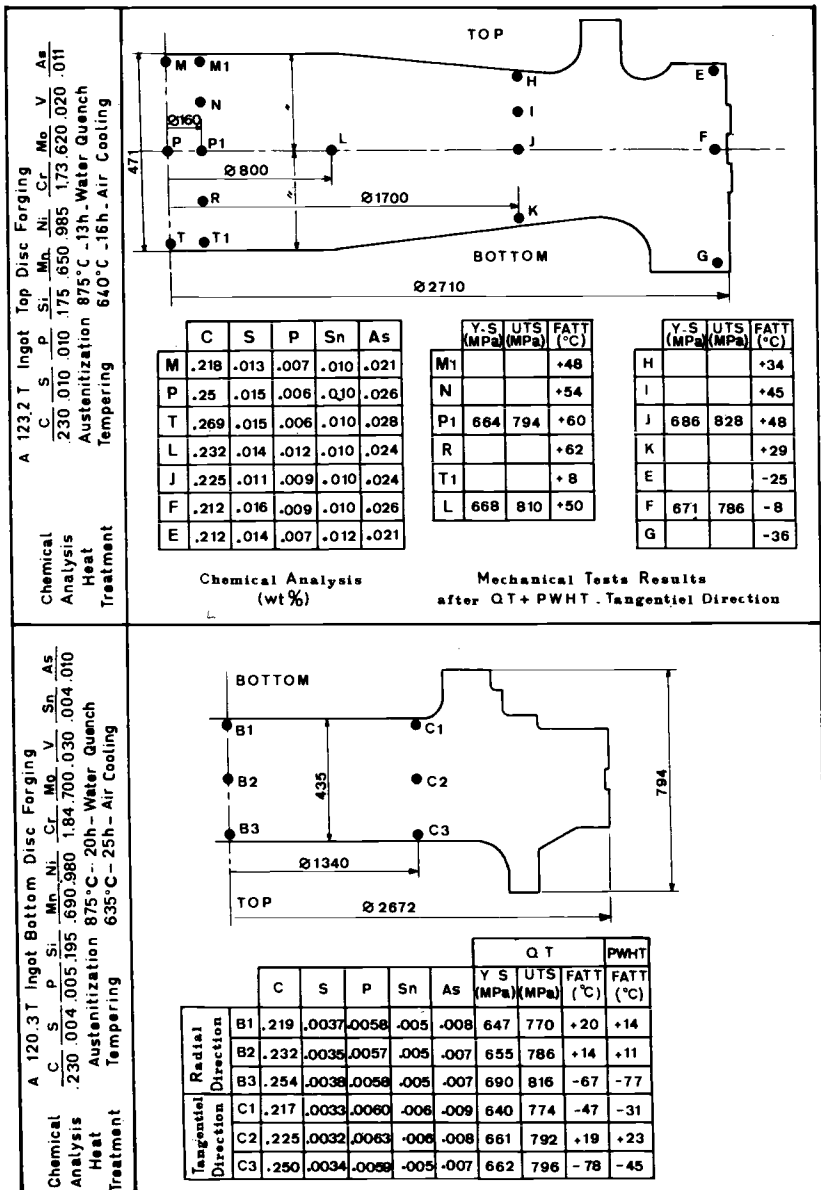 A 123.2 T Ingot Top Disc Forging
C S P Si Mn Ni Cr Mo V As
.230 .010 .010 .175 .650 .985 1.73 .620 .020 .011
Chemical Analysis
Heat Treatment
Austenitization 875°C - 13h - Water Quench
Tempering 640°C - 16h - Air Cooling
TOP
M M1 H E
N I
Ø160
P P1 L J F
471
Ø 800
R Ø1700
K
T T1 BOTTOM G
Ø 2710
C S P Sn As
M .218 .013 .007 .010 .021
P .25 .015 .006 .010 .026
T .269 .015 .006 .010 .028
L .232 .014 .012 .010 .024
J .225 .011 .009 .010 .024
F .212 .016 .009 .010 .026
E .212 .014 .007 .012 .021
Chemical Analysis
(wt %)
Y-S (MPa) UTS (MPa) FATT (°C)
M1 +48
N +54
P1 664 794 +60
R +62
T1 + 8
L 668 810 +50
Y-S (MPa) UTS (MPa) FATT (°C)
H +34
I +45
J 686 828 +48
K +29
E -25
F 671 786 - 8
G -36
Mechanical Tests Results
after QT + PWHT . Tangentiel Direction
A 120.3 T Ingot Bottom Disc Forging
C S P Si Mn Ni Cr Mo V Sn As
.230 .004 .005 .195 .690 .980 1.84 .700 .030 .004 .010
Chemical Analysis
Heat Treatment
Austenitization 875°C - 20h - Water Quench
Tempering 635°C - 25h - Air Cooling
BOTTOM
B1 C1
B2 435 C2 794
B3 C3
Ø1340
TOP Ø 2672
Q T PWHT
C S P Sn As Y S (MPa) UTS (MPa) FATT (°C) FATT (°C)
Radial Direction
B1 .219 .0037 .0058 .005 .008 647 770 +20 +14
B2 .232 .0035 .0057 .005 .007 655 786 +14 +11
B3 .254 .0038 .0058 .005 .007 690 816 -67 -77
Tangentiel Direction
C1 .217 .0033 .0060 .006 .009 640 774 -47 -31
C2 .225 .0032 .0063 .006 .008 661 792 +19 +23
C3 .250 .0034 .0059 .005 .007 662 796 - 78 -45